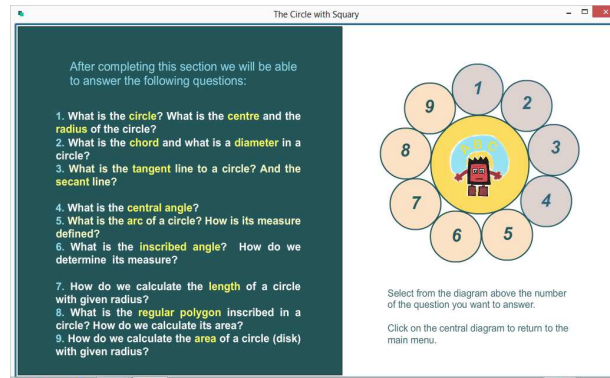 The Circle with Squary
After completing this section we will be able
to answer the following questions:
1. What is the circle? What is the centre and the
radius of the circle?
2. What is the chord and what is a diameter in a
circle?
3. What is the tangent line to a circle? And the
secant line?
4. What is the central angle?
5. What is the arc of a circle? How is its measure
defined?
6. What is the inscribed angle? How do we
determine its measure?
7. How do we calculate the length of a circle
with given radius?
8. What is the regular polygon inscribed in a
circle? How do we calculate its area?
9. How do we calculate the area of a circle (disk)
with given radius?
1
2
3
4
5
6
7
8
9
A B C
Select from the diagram above the number
of the question you want to answer.
Click on the central diagram to return to the
main menu.